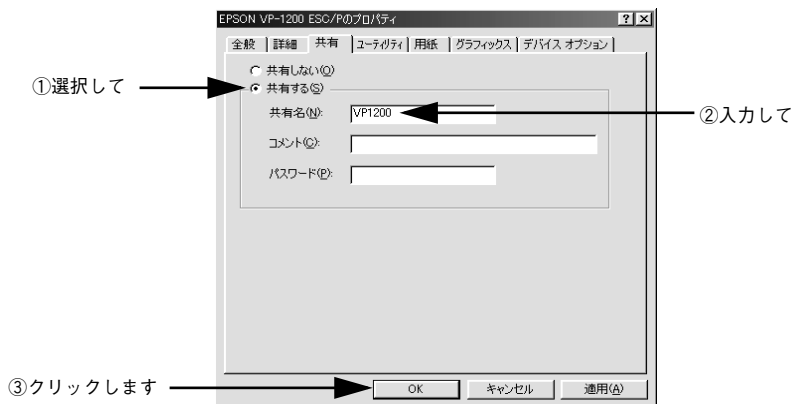 EPSON VP-1200 ESC/Pのプロパティ
全般 詳細 共有 ユーティリティ 用紙 グラフィックス デバイス オプション
共有しない(O)
①選択して
共有する(S)
共有名(N): VP1200
②入力して
コメント(C):
パスワード(P):
③クリックします
OK キャンセル 適用(A)